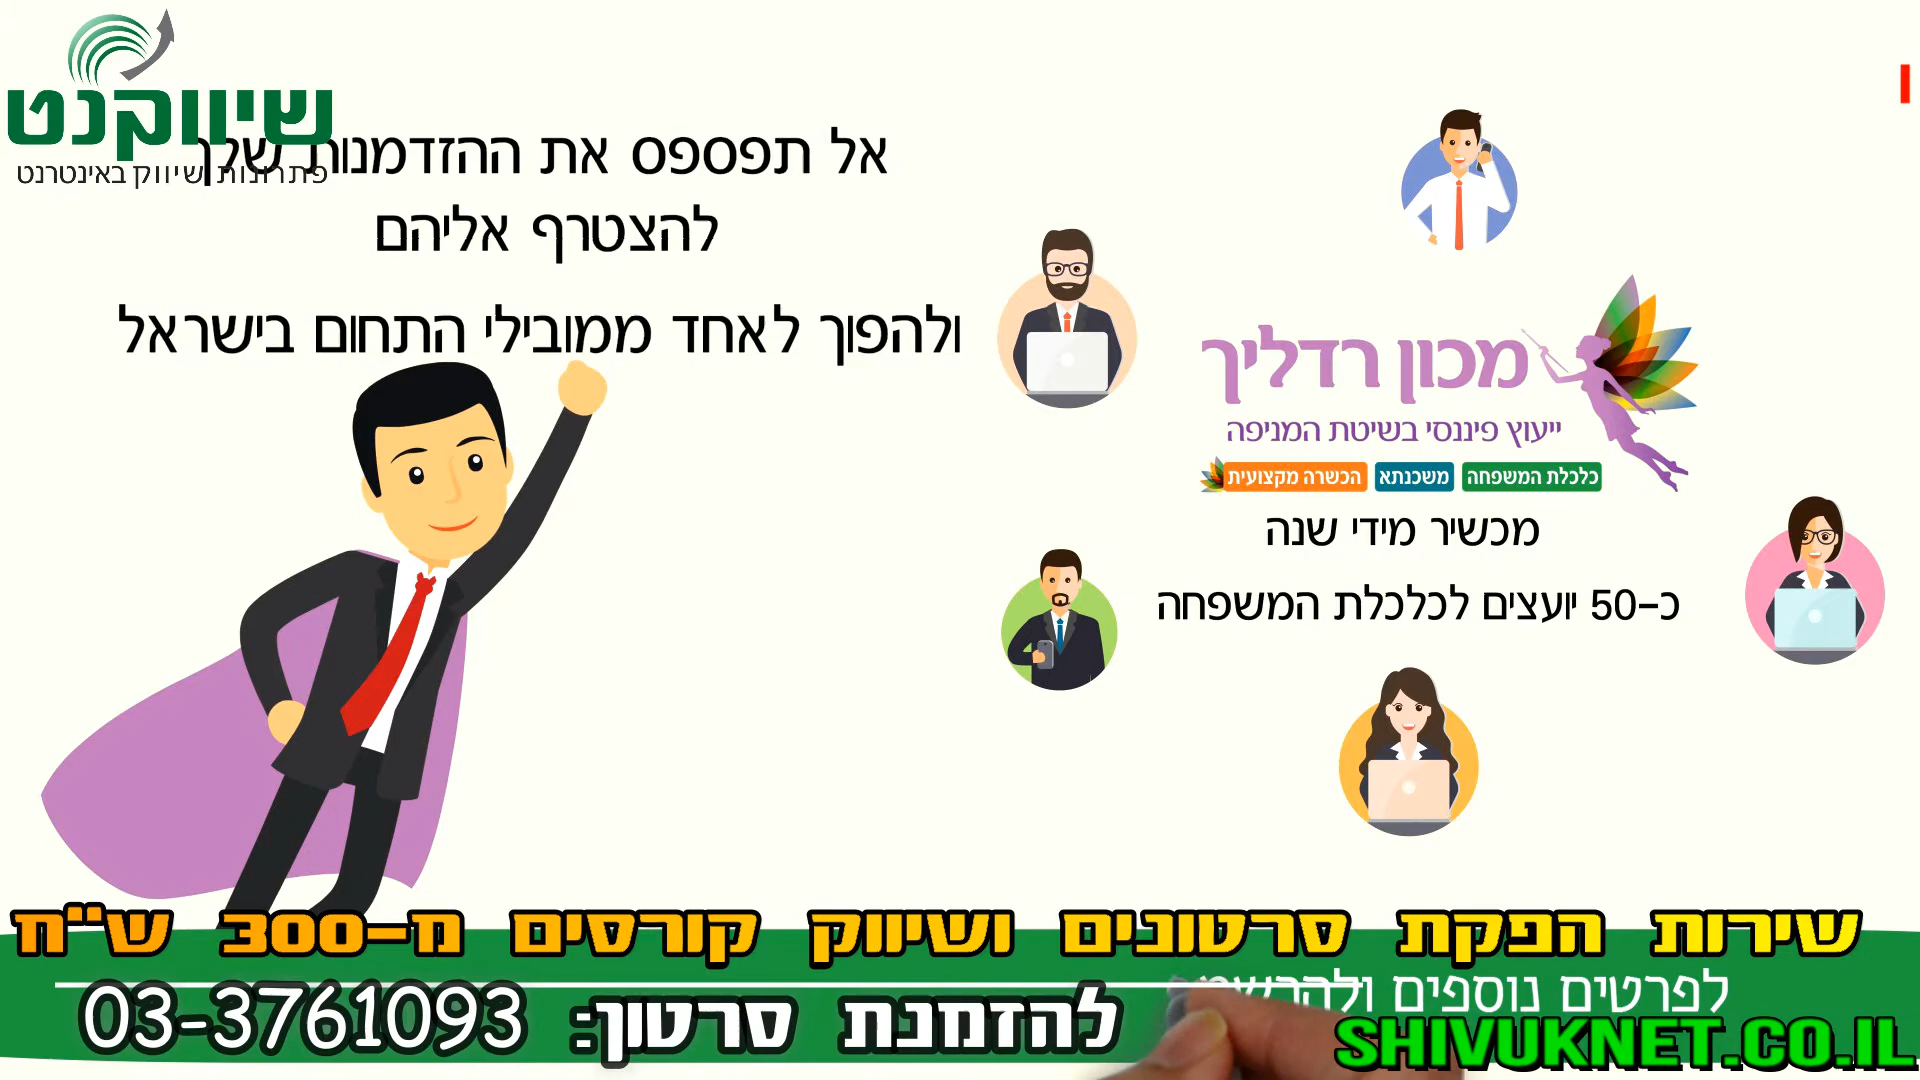 שיווקנט
פתרונות שיווק באינטרנט
אל תפספס את ההזדמנות שלך
להצטרף אליהם
ולהפוך לאחד ממובילי התחום בישראל
מכון רדליך
ייעוץ פיננסי בשיטת המניפה
כלכלת המשפחה משכנתא הכשרה מקצועית
מכשיר מידי שנה
כ-50 יועצים לכלכלת המשפחה
שירות הפקת סרטונים ושיווק קורסים מ-300 ש"ח
לפרטים נוספים
להזמנת סרטון: 03-3761093
SHIVUKNET.CO.IL